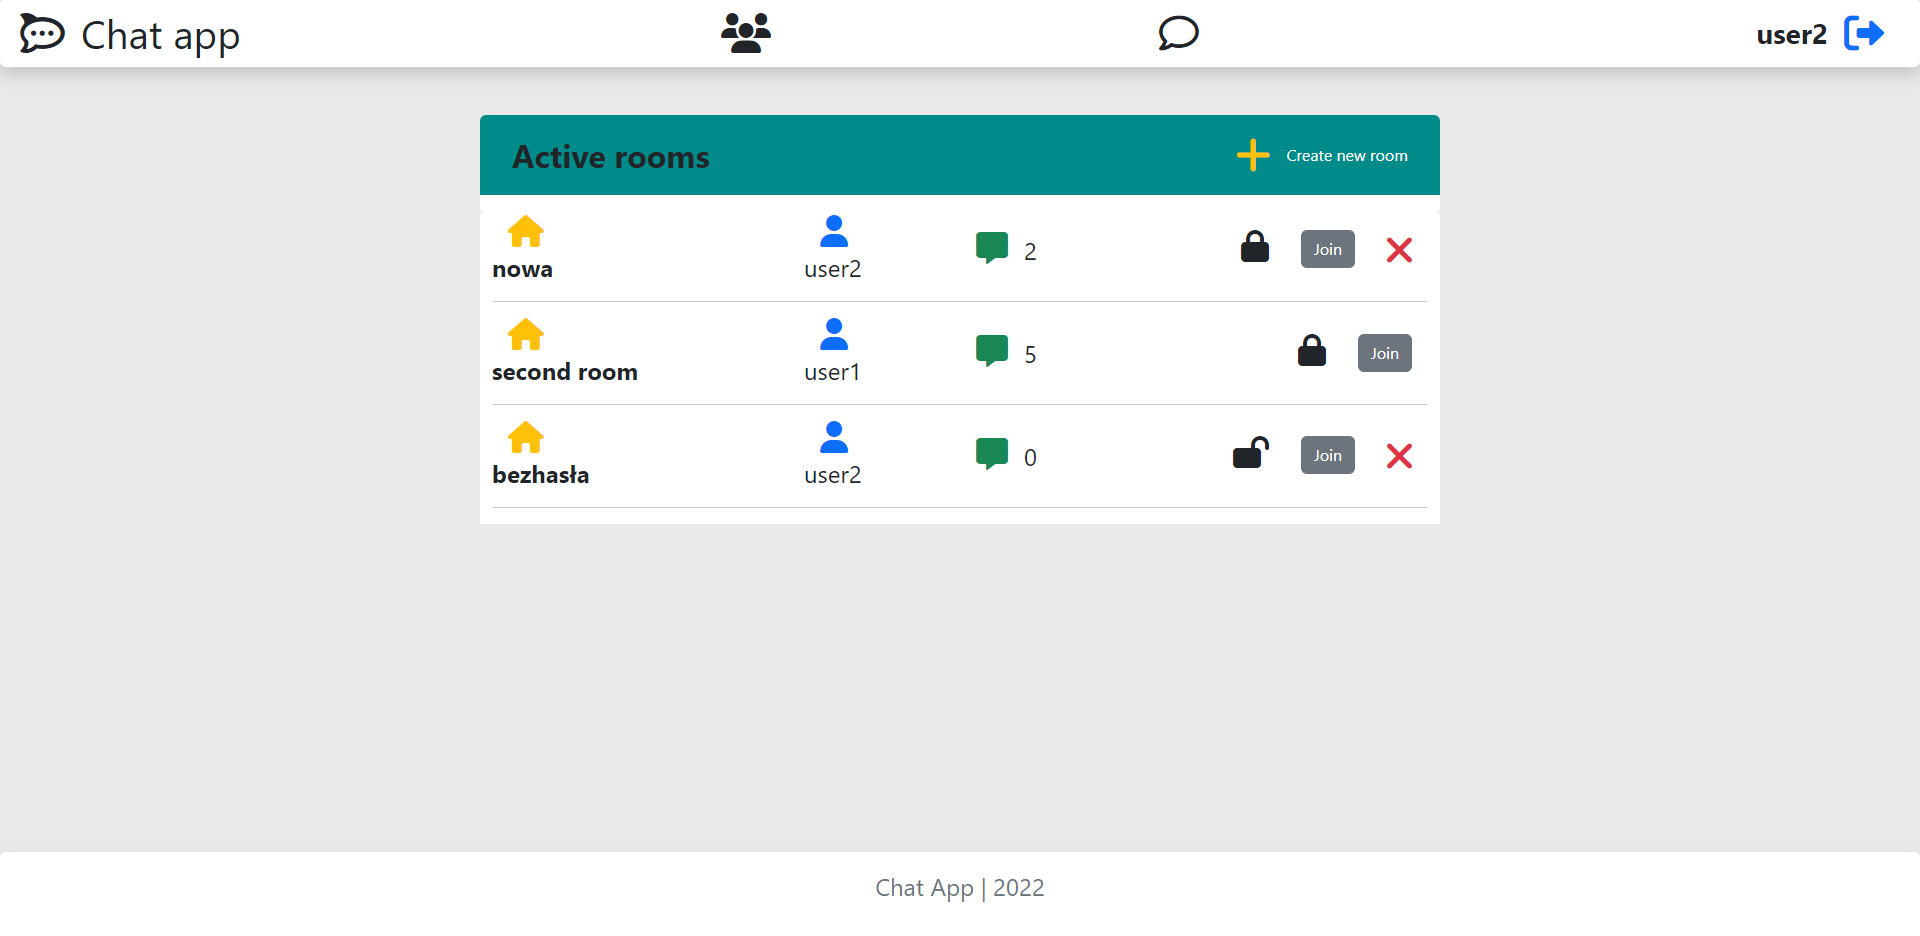 Chat app
user2
Active rooms
Create new room
nowa
user2
2
Join
second room
user1
5
Join
bezhasła
user2
0
Join
Chat App | 2022